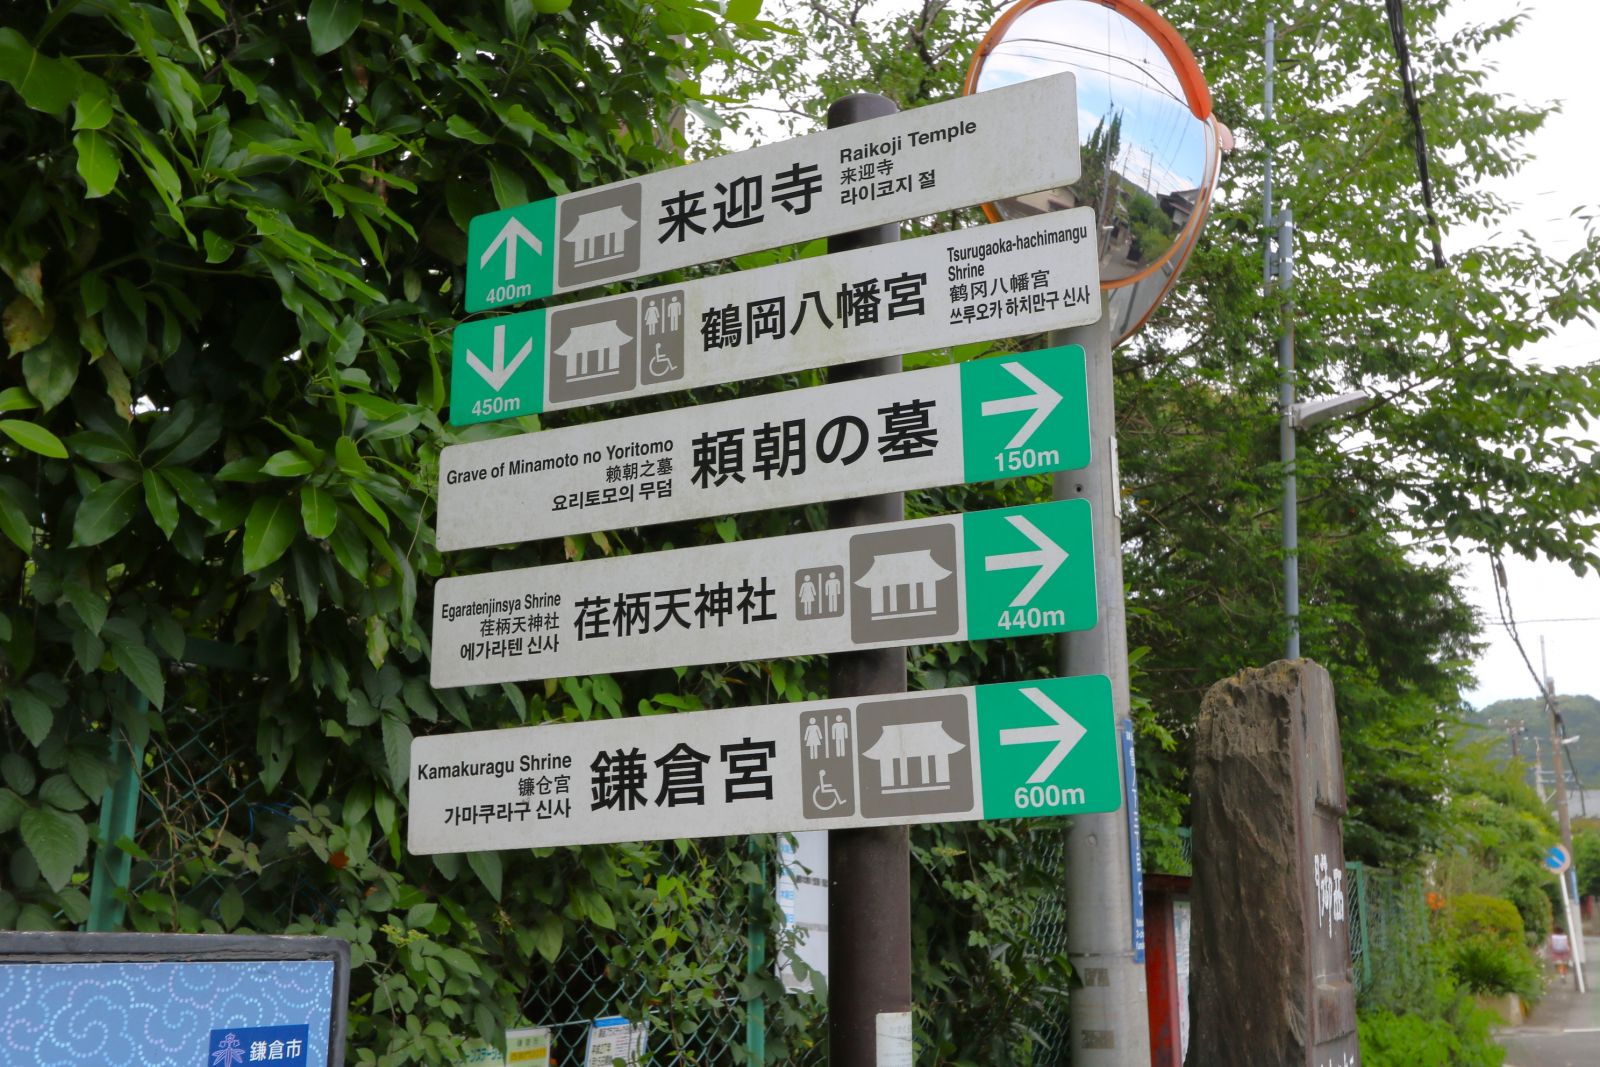 来迎寺
Raikoji Temple
来迎寺
라이코지 절
400m
鶴岡八幡宮
Tsurugaoka-hachimangu
Shrine
鹤冈八幡宫
쓰루오카 하치만구 신사
450m
Grave of Minamoto no Yoritomo
赖朝之墓
요리토모의 무덤
頼朝の墓
150m
Egaratenjinsya Shrine
荏柄天神社
에가라텐 신사
荏柄天神社
440m
Kamakuragu Shrine
镰仓宫
가마쿠라구 신사
鎌倉宮
600m
鎌倉市